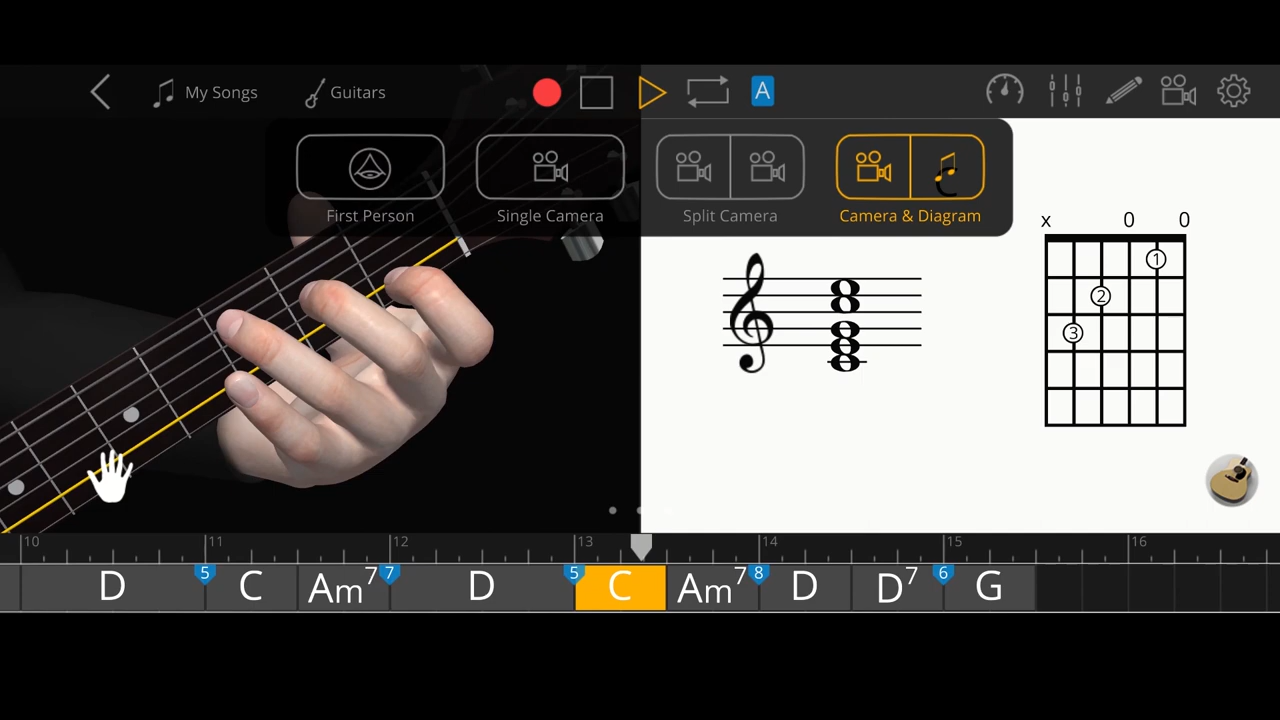 My Songs Guitars A
First Person Single Camera Split Camera Camera & Diagram
x 0 0
1
2
3
10 11 12 13 14 15 16
D 5 C Am7 7 D 5 C Am7 8 D D7 6 G